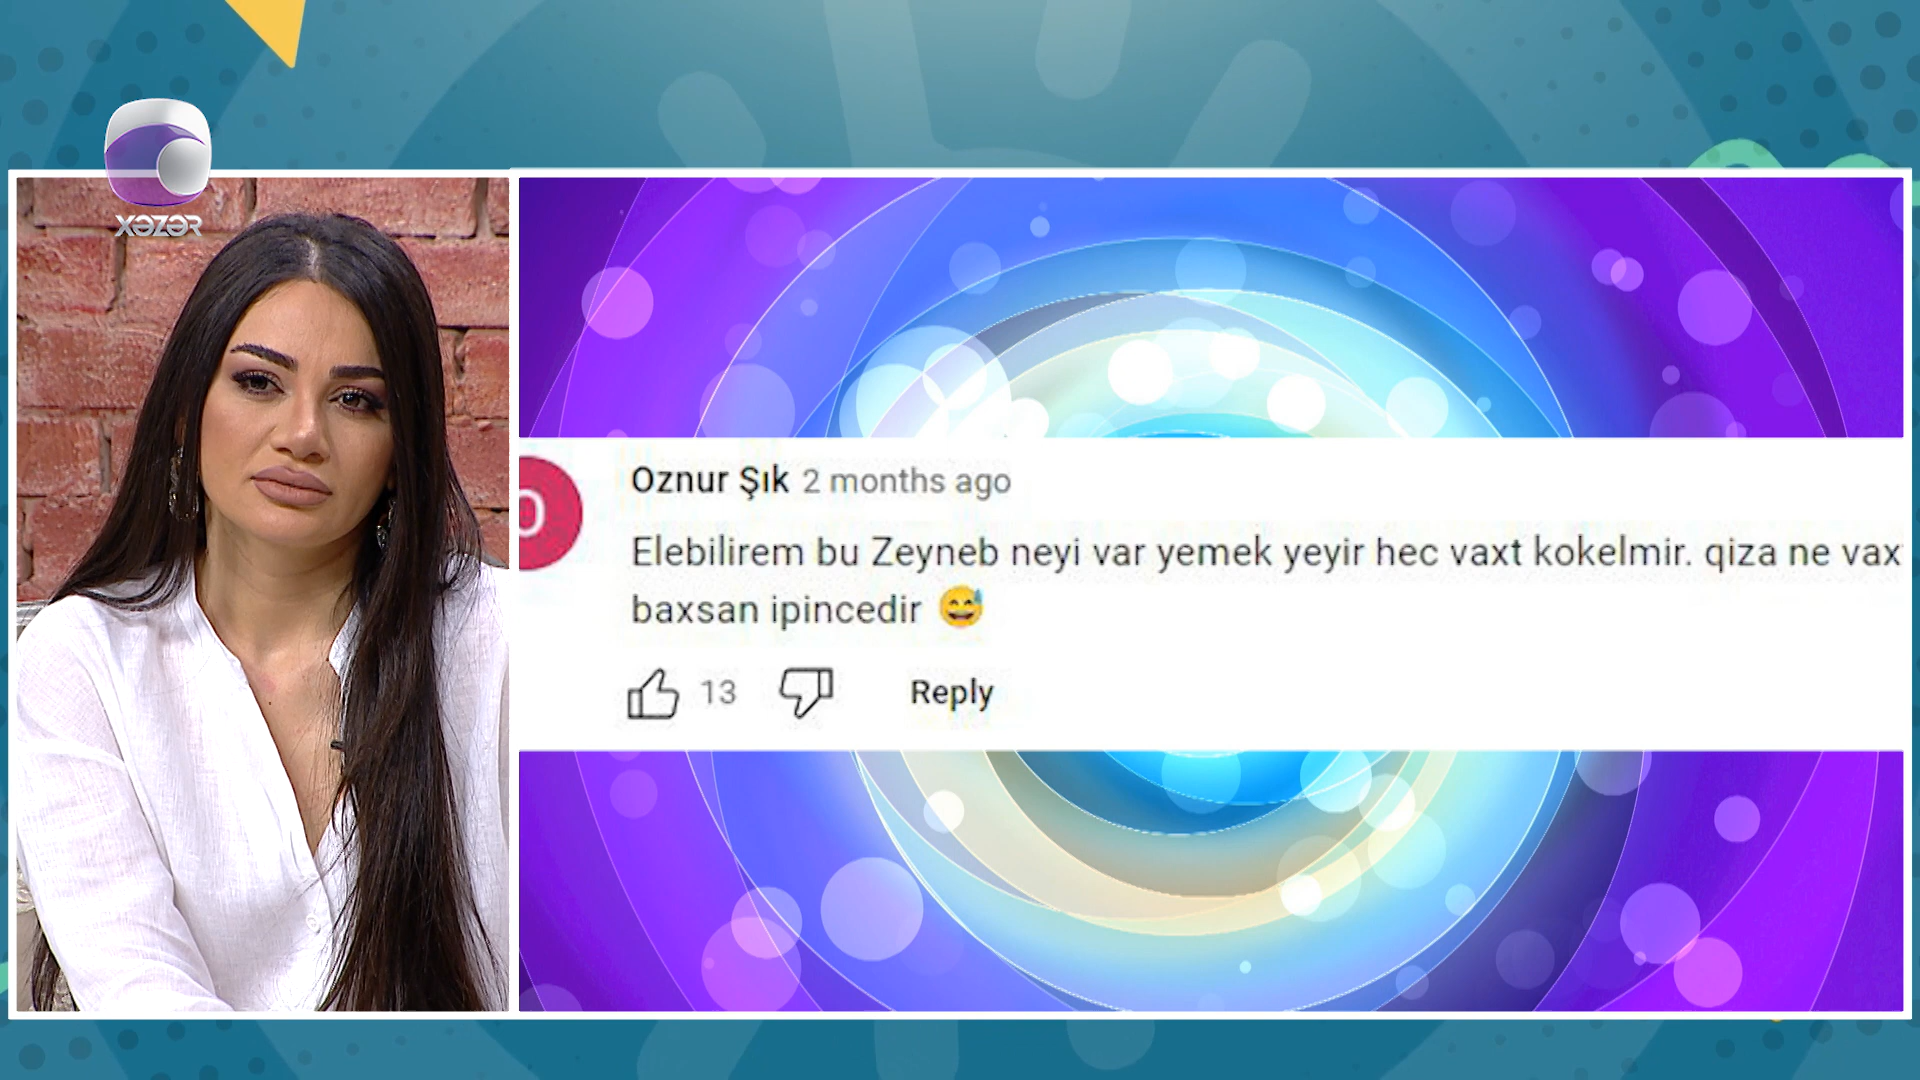 XƏZƏR
O
Oznur Şık 2 months ago
Elebilirem bu Zeyneb neyi var yemek yeyir hec vaxt kokelmir. qiza ne vax
baxsan ipincedir 😅
13 Reply